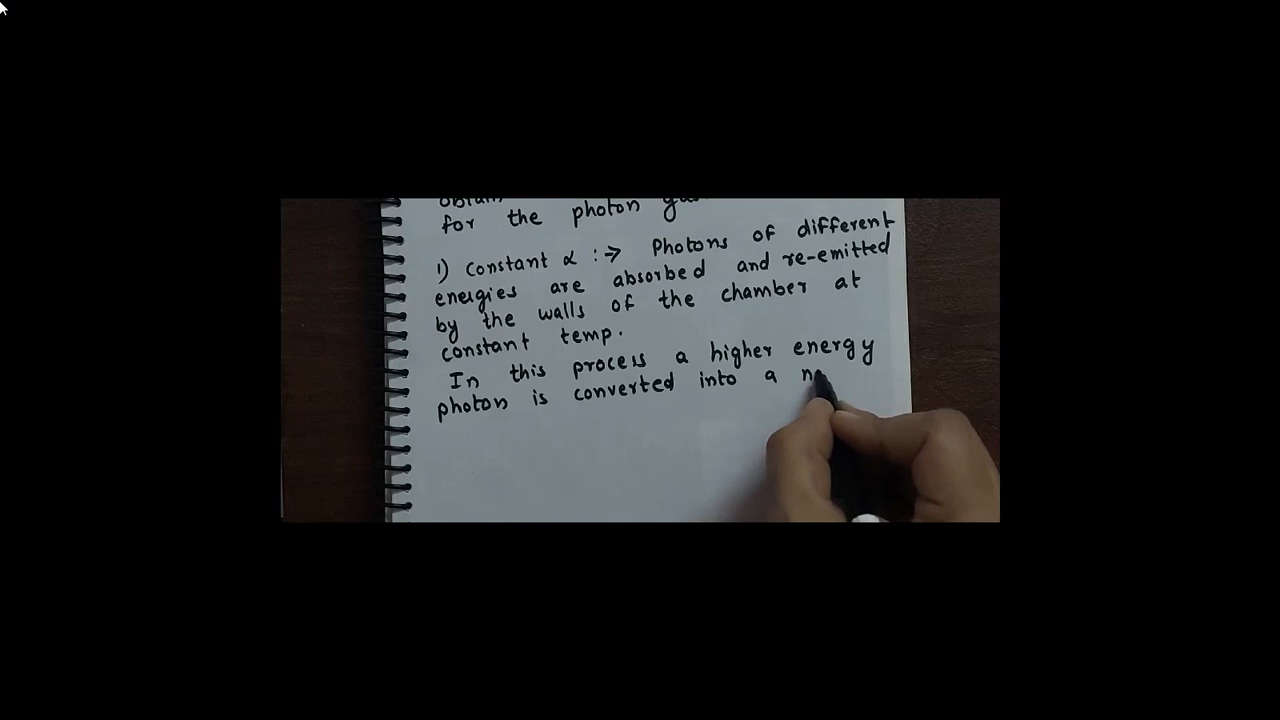 for the photon
1) Constant α :→ Photons of different
energies are absorbed and re-emitted
by the walls of the chamber at
constant temp.
In this process a higher energy
photon is converted into a